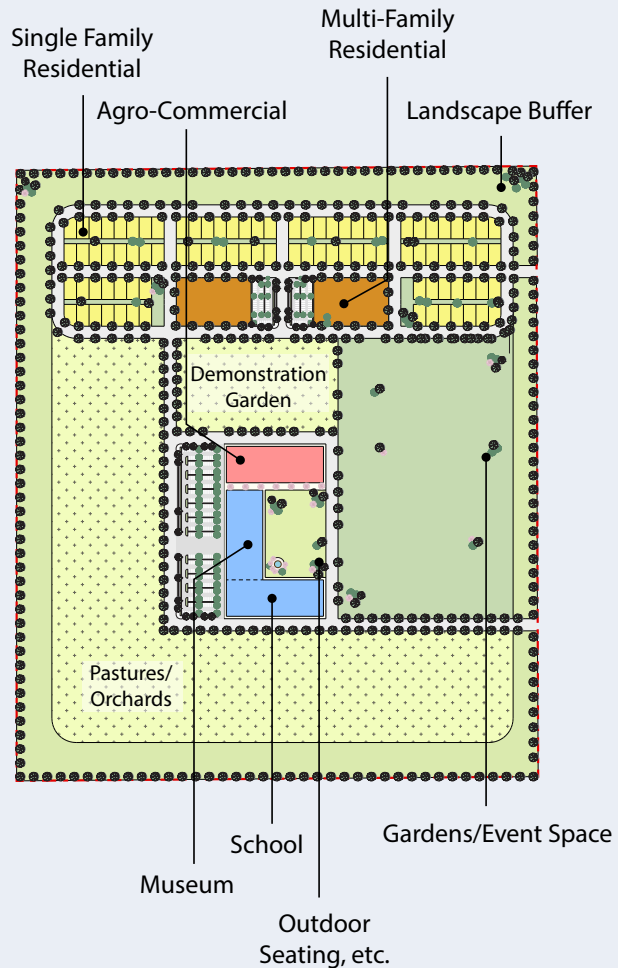 Single Family
Residential
Multi-Family
Residential
Agro-Commercial
Landscape Buffer
Demonstration
Garden
Pastures/
Orchards
School
Gardens/Event Space
Museum
Outdoor
Seating, etc.